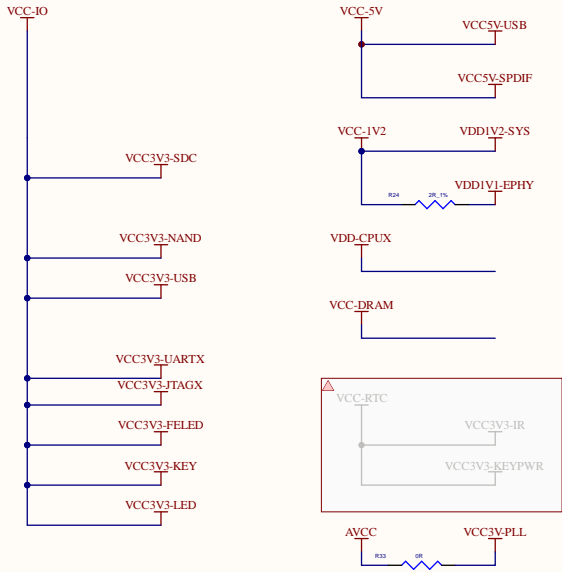 VCC-IO
VCC3V3-SDC
VCC3V3-NAND
VCC3V3-USB
VCC3V3-UARTX
VCC3V3-JTAGX
VCC3V3-FELED
VCC3V3-KEY
VCC3V3-LED
VCC-5V
VCC5V-USB
VCC5V-SPDIF
VCC-1V2
VDD1V2-SYS
VDD1V1-EPHY
R24 2R_1%
VDD-CPUX
VCC-DRAM
VCC-RTC
VCC3V3-IR
VCC3V3-KEYPWR
AVCC
VCC3V-PLL
R33 0R